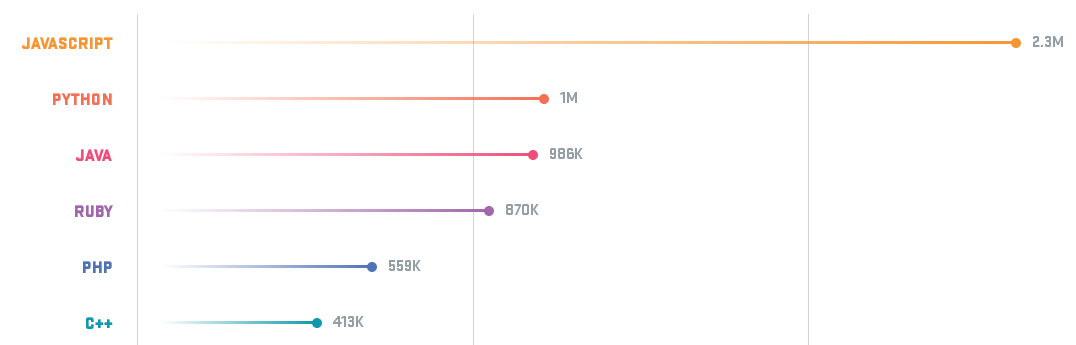 JAVASCRIPT 2.3M
PYTHON 1M
JAVA 986K
RUBY 870K
PHP 559K
C++ 413K